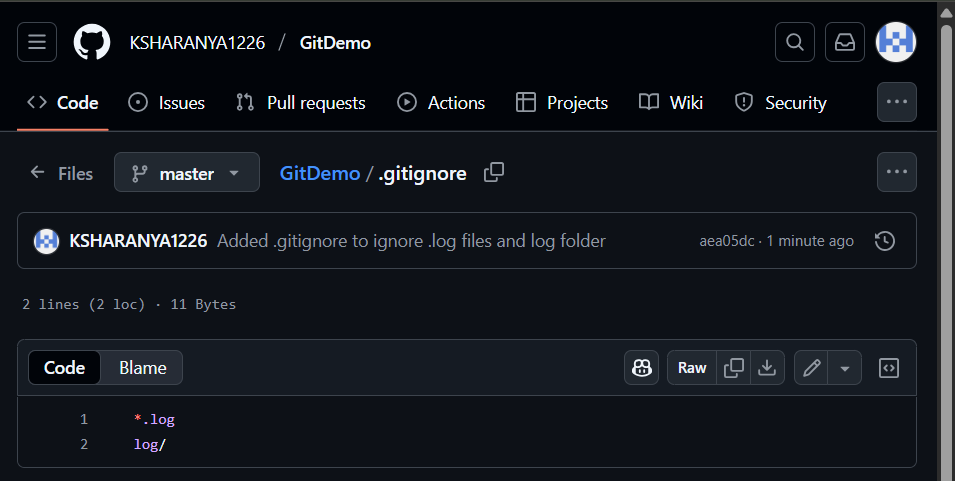 KSHARANYA1226 / GitDemo
Code Issues Pull requests Actions Projects Wiki Security
Files master GitDemo / .gitignore
KSHARANYA1226 Added .gitignore to ignore .log files and log folder aea05dc · 1 minute ago
2 lines (2 loc) · 11 Bytes
Code Blame Raw
1 *.log
2 log/